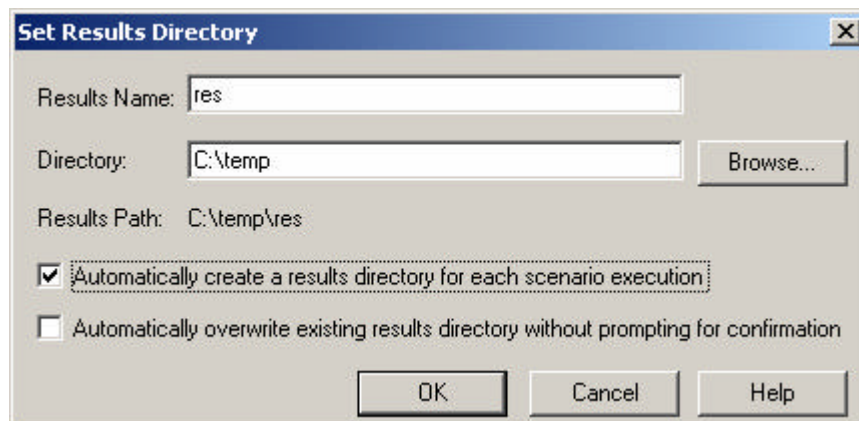 Set Results Directory
Results Name: res
Directory: C:\temp Browse...
Results Path: C:\temp\res
Automatically create a results directory for each scenario execution
Automatically overwrite existing results directory without prompting for confirmation
OK Cancel Help